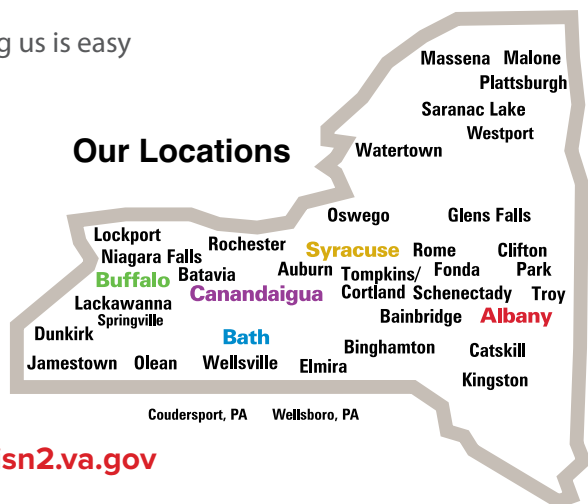 g us is easy
Our Locations
Massena Malone
Plattsburgh
Saranac Lake
Westport
Watertown
Oswego Glens Falls
Lockport
Niagara Falls
Rochester
Syracuse Rome Clifton Park
Buffalo Batavia
Auburn Tompkins/ Cortland
Fonda
Canandaigua
Schenectady Troy
Lackawanna
Springville
Bainbridge Albany
Dunkirk
Bath
Binghamton Catskill
Jamestown Olean Wellsville Elmira
Kingston
Coudersport, PA Wellsboro, PA
sn2.va.gov